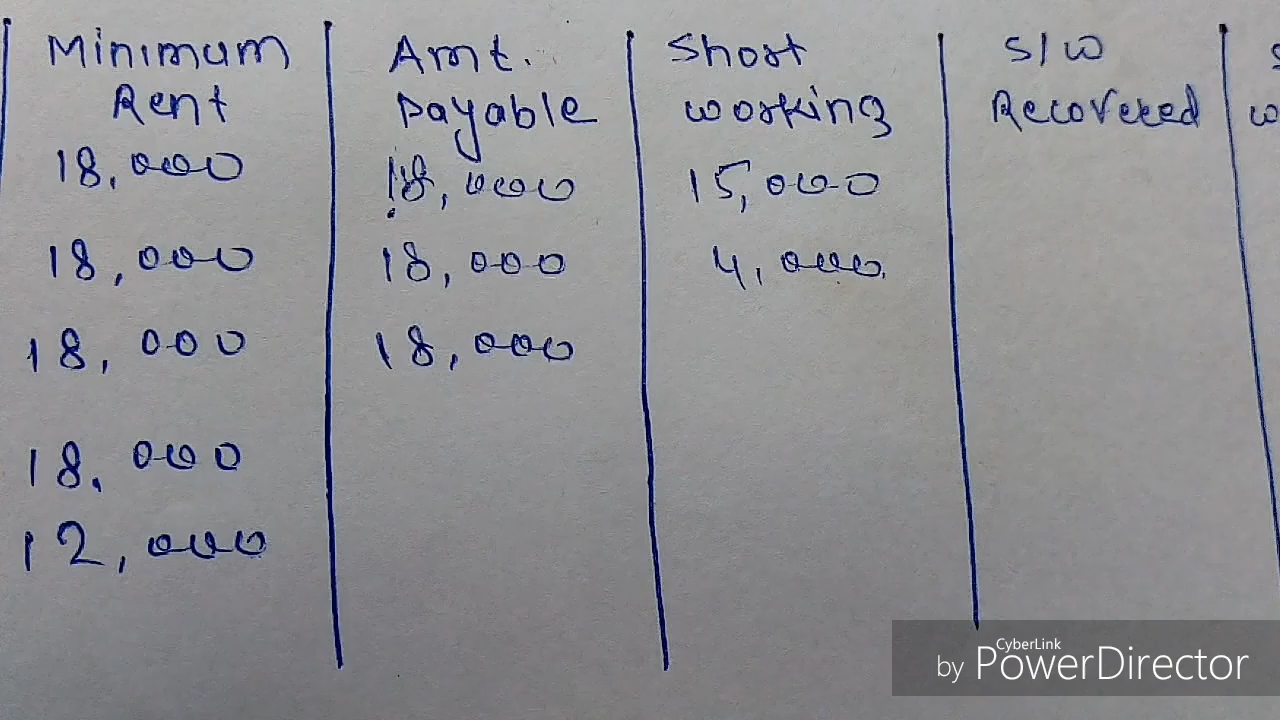 Minimum Amt. Short S/W
Rent Payable working Recovered
18,000 18,000 15,000
18,000 18,000 4,000
18,000 18,000
18,000
12,000
CyberLink
by PowerDirector